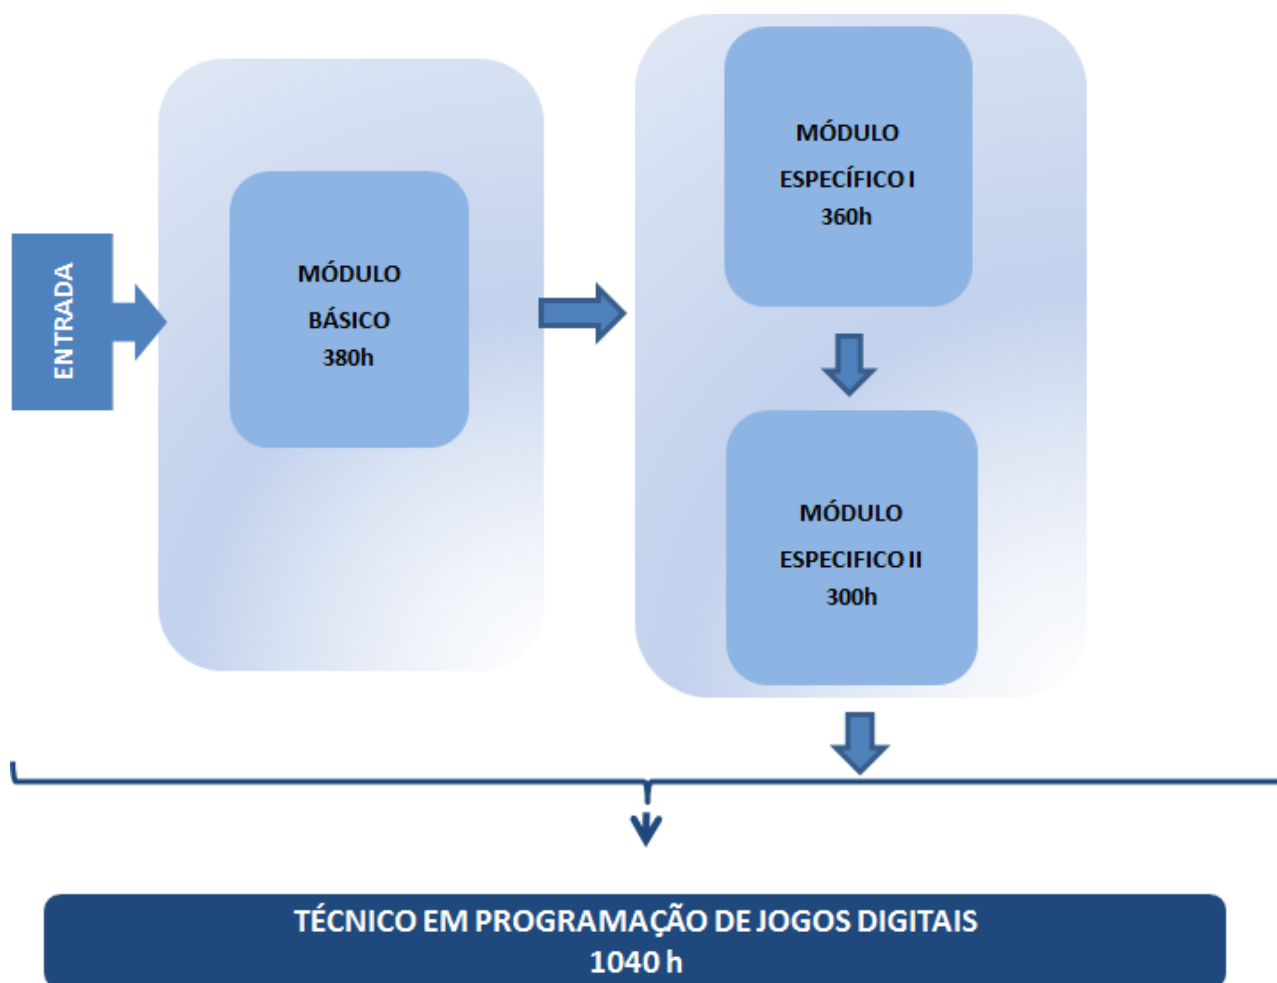 ENTRADA
MÓDULO
BÁSICO
380h
MÓDULO
ESPECÍFICO I
360h
MÓDULO
ESPECIFICO II
300h
TÉCNICO EM PROGRAMAÇÃO DE JOGOS DIGITAIS
1040 h